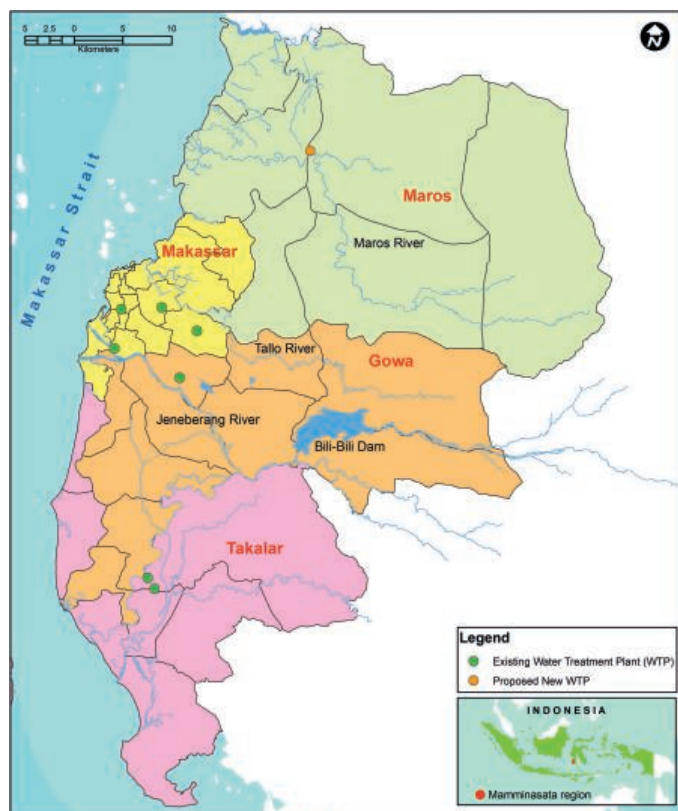 5 2.5 0 5 10
Kilometers
N
Makassar Strait
Maros
Makassar
Maros River
Tallo River
Gowa
Jeneberang River
Bili-Bili Dam
Takalar
Legend
Existing Water Treatment Plant (WTP)
Proposed New WTP
INDONESIA
Mamminasata region